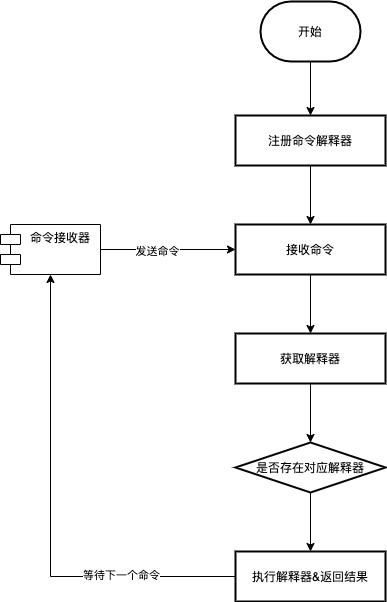 开始
注册命令解释器
命令接收器
发送命令
接收命令
获取解释器
是否存在对应解释器
等待下一个命令
执行解释器&返回结果